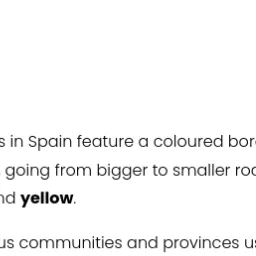 in Spain feature a coloured
going from bigger to smaller
yellow.
communities and provinces